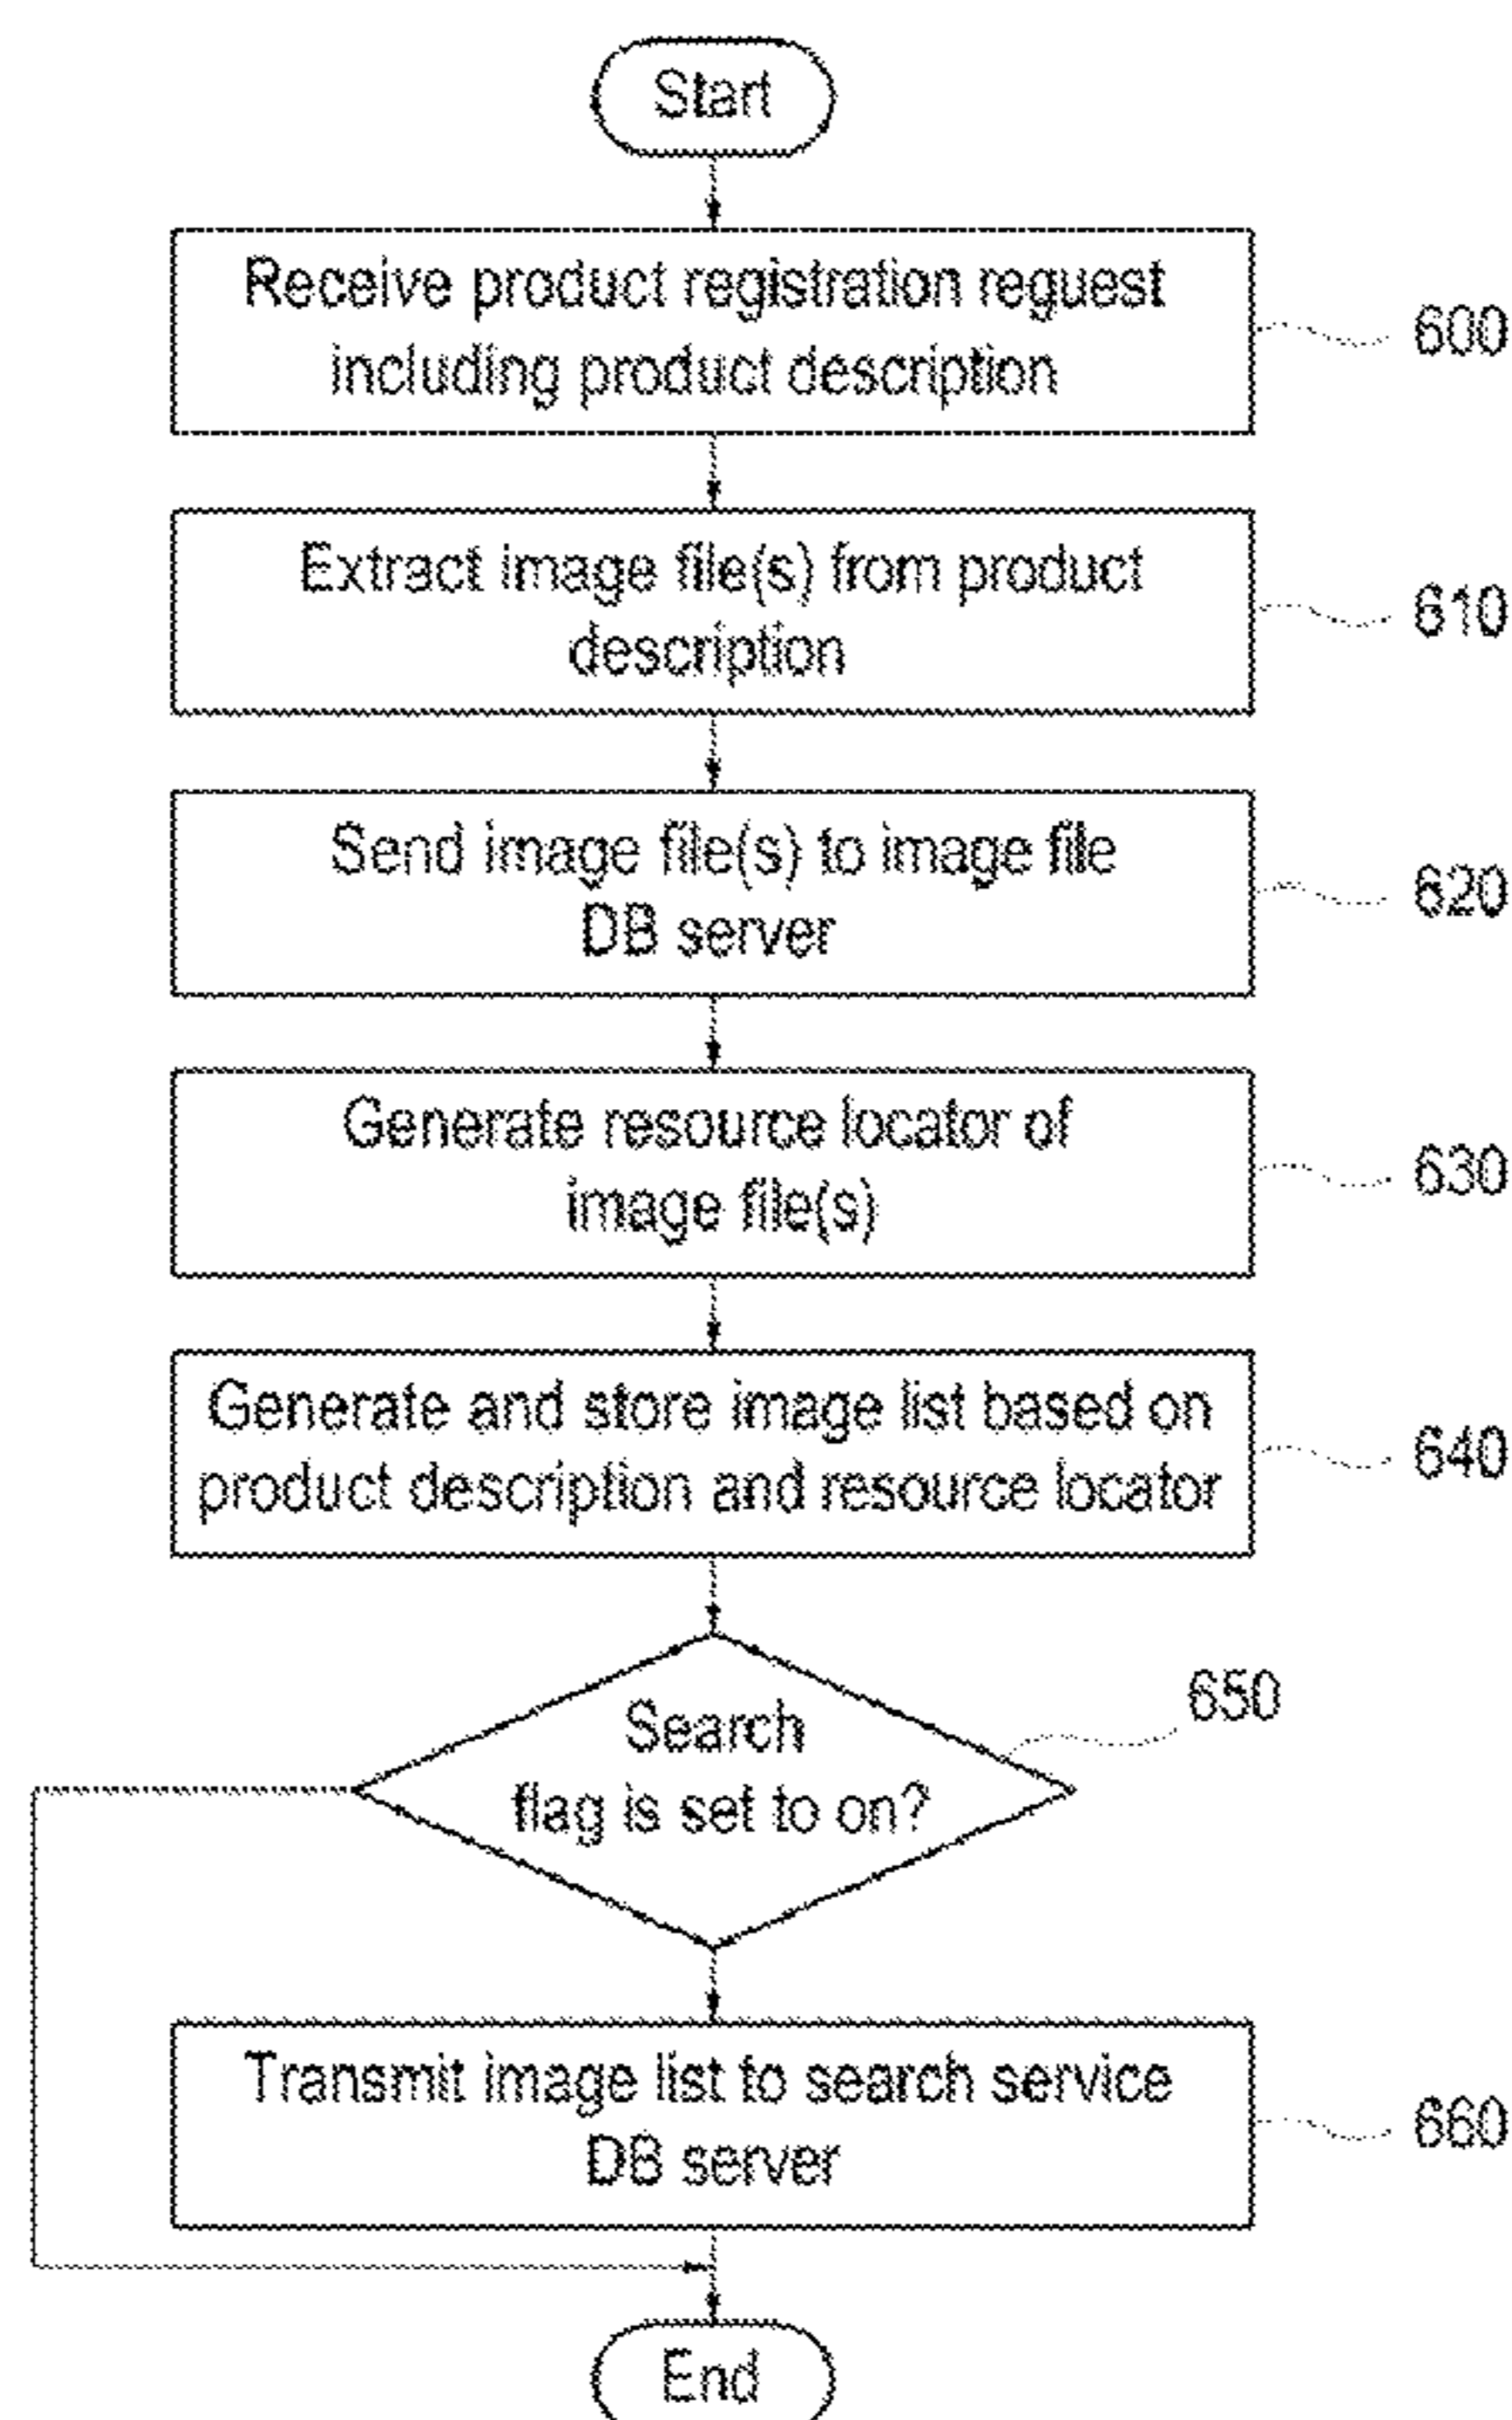 Start
Receive product registration request
including product description
600
Extract image file(s) from product
description
610
Send image file(s) to image file
DB server
620
Generate resource locator of
image file(s)
630
Generate and store image list based on
product description and resource locator
640
Search
flag is set to on?
650
Transmit image list to search service
DB server
660
End